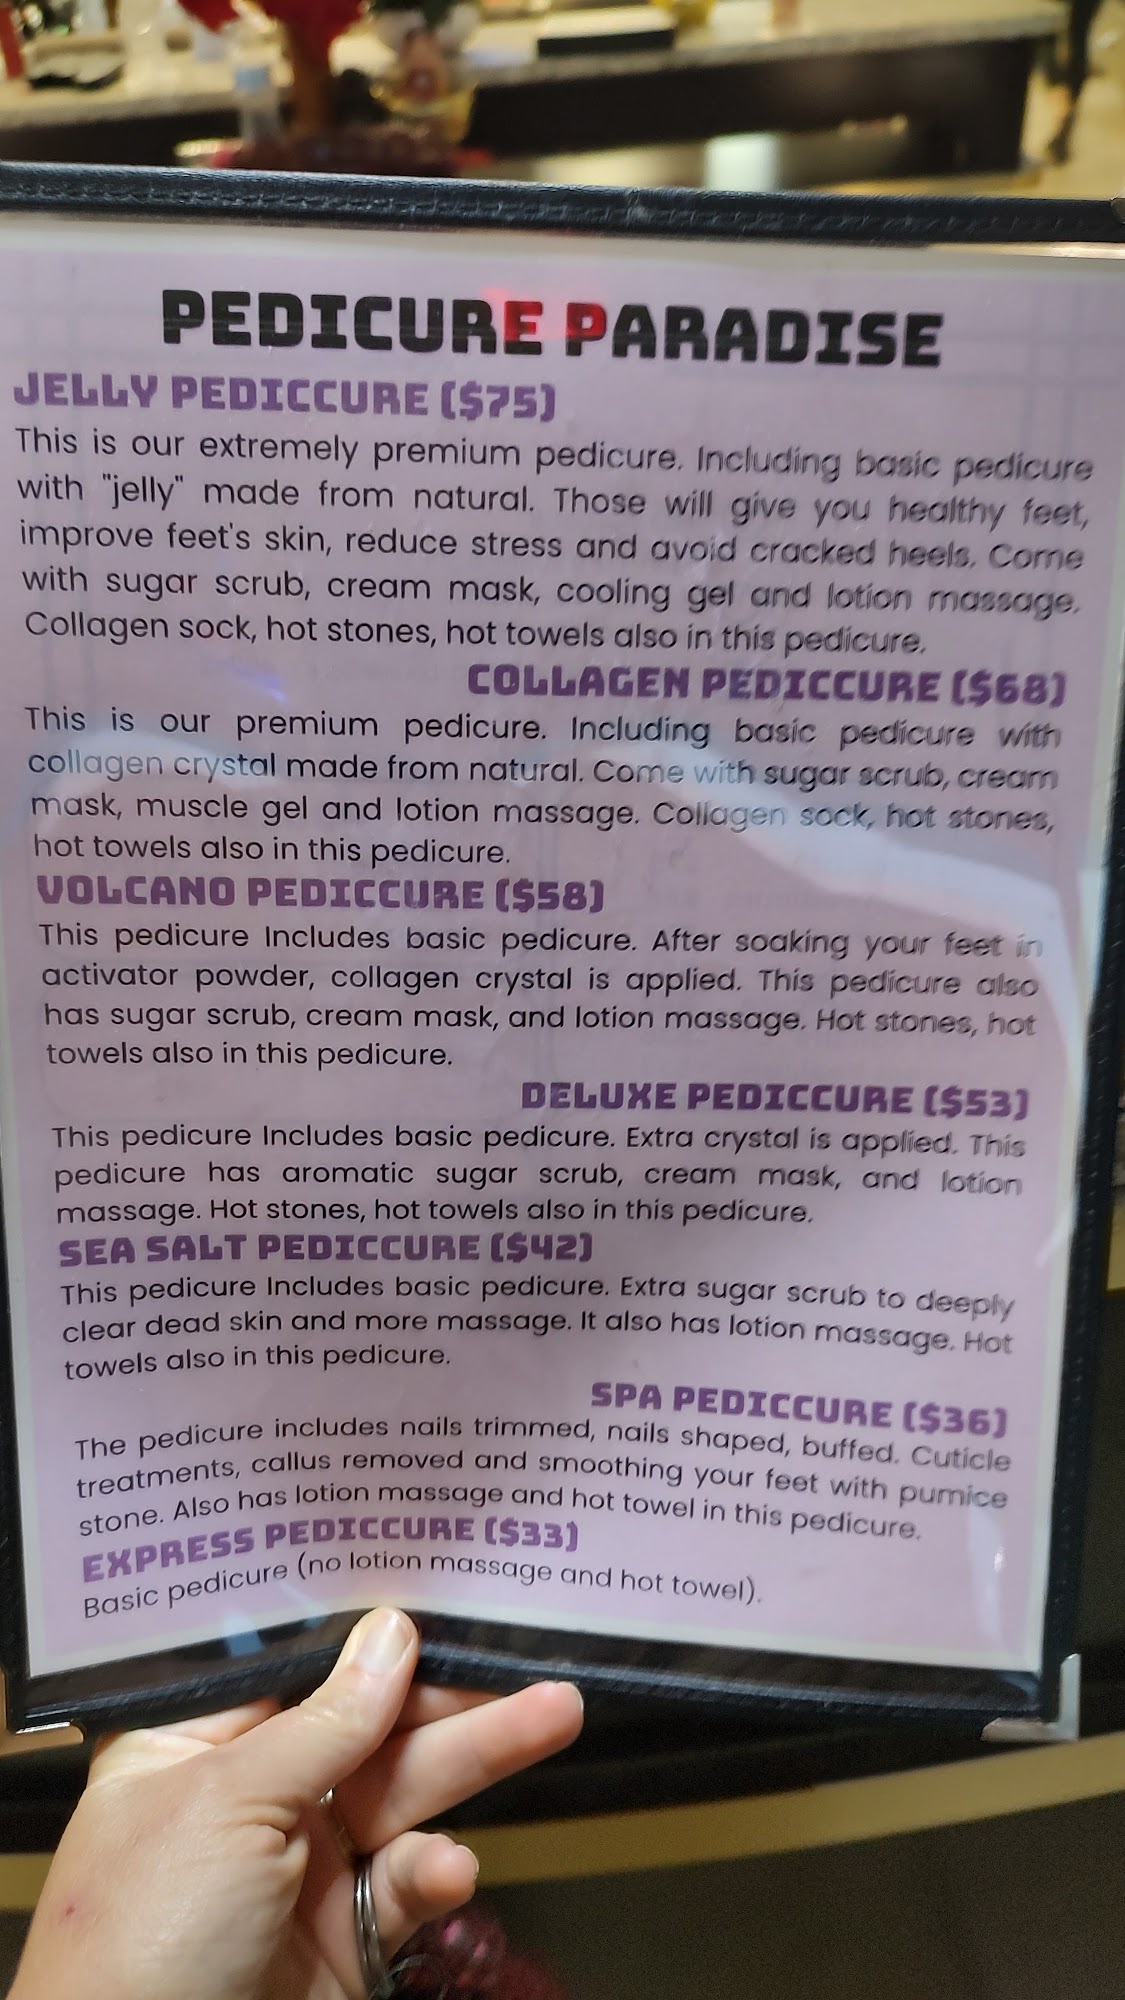 PEDICURE PARADISE
JELLY PEDICCURE ($75)
This is our extremely premium pedicure. Including basic pedicure
with "jelly" made from natural. Those will give you healthy feet,
improve feet's skin, reduce stress and avoid cracked heels. Come
with sugar scrub, cream mask, cooling gel and lotion massage.
Collagen sock, hot stones, hot towels also in this pedicure.
COLLAGEN PEDICCURE ($68)
This is our premium pedicure. Including basic pedicure with
collagen crystal made from natural. Come with sugar scrub, cream
mask, muscle gel and lotion massage. Collagen sock, hot stones,
hot towels also in this pedicure.
VOLCANO PEDICCURE ($58)
This pedicure Includes basic pedicure. After soaking your feet in
activator powder, collagen crystal is applied. This pedicure also
has sugar scrub, cream mask, and lotion massage. Hot stones, hot
towels also in this pedicure.
DELUXE PEDICCURE ($53)
This pedicure Includes basic pedicure. Extra crystal is applied. This
pedicure has aromatic sugar scrub, cream mask, and lotion
massage. Hot stones, hot towels also in this pedicure.
SEA SALT PEDICCURE ($42)
This pedicure Includes basic pedicure. Extra sugar scrub to deeply
clear dead skin and more massage. It also has lotion massage. Hot
towels also in this pedicure.
SPA PEDICCURE ($36)
The pedicure includes nails trimmed, nails shaped, buffed. Cuticle
treatments, callus removed and smoothing your feet with pumice
stone. Also has lotion massage and hot towel in this pedicure.
EXPRESS PEDICCURE ($33)
Basic pedicure (no lotion massage and hot towel).